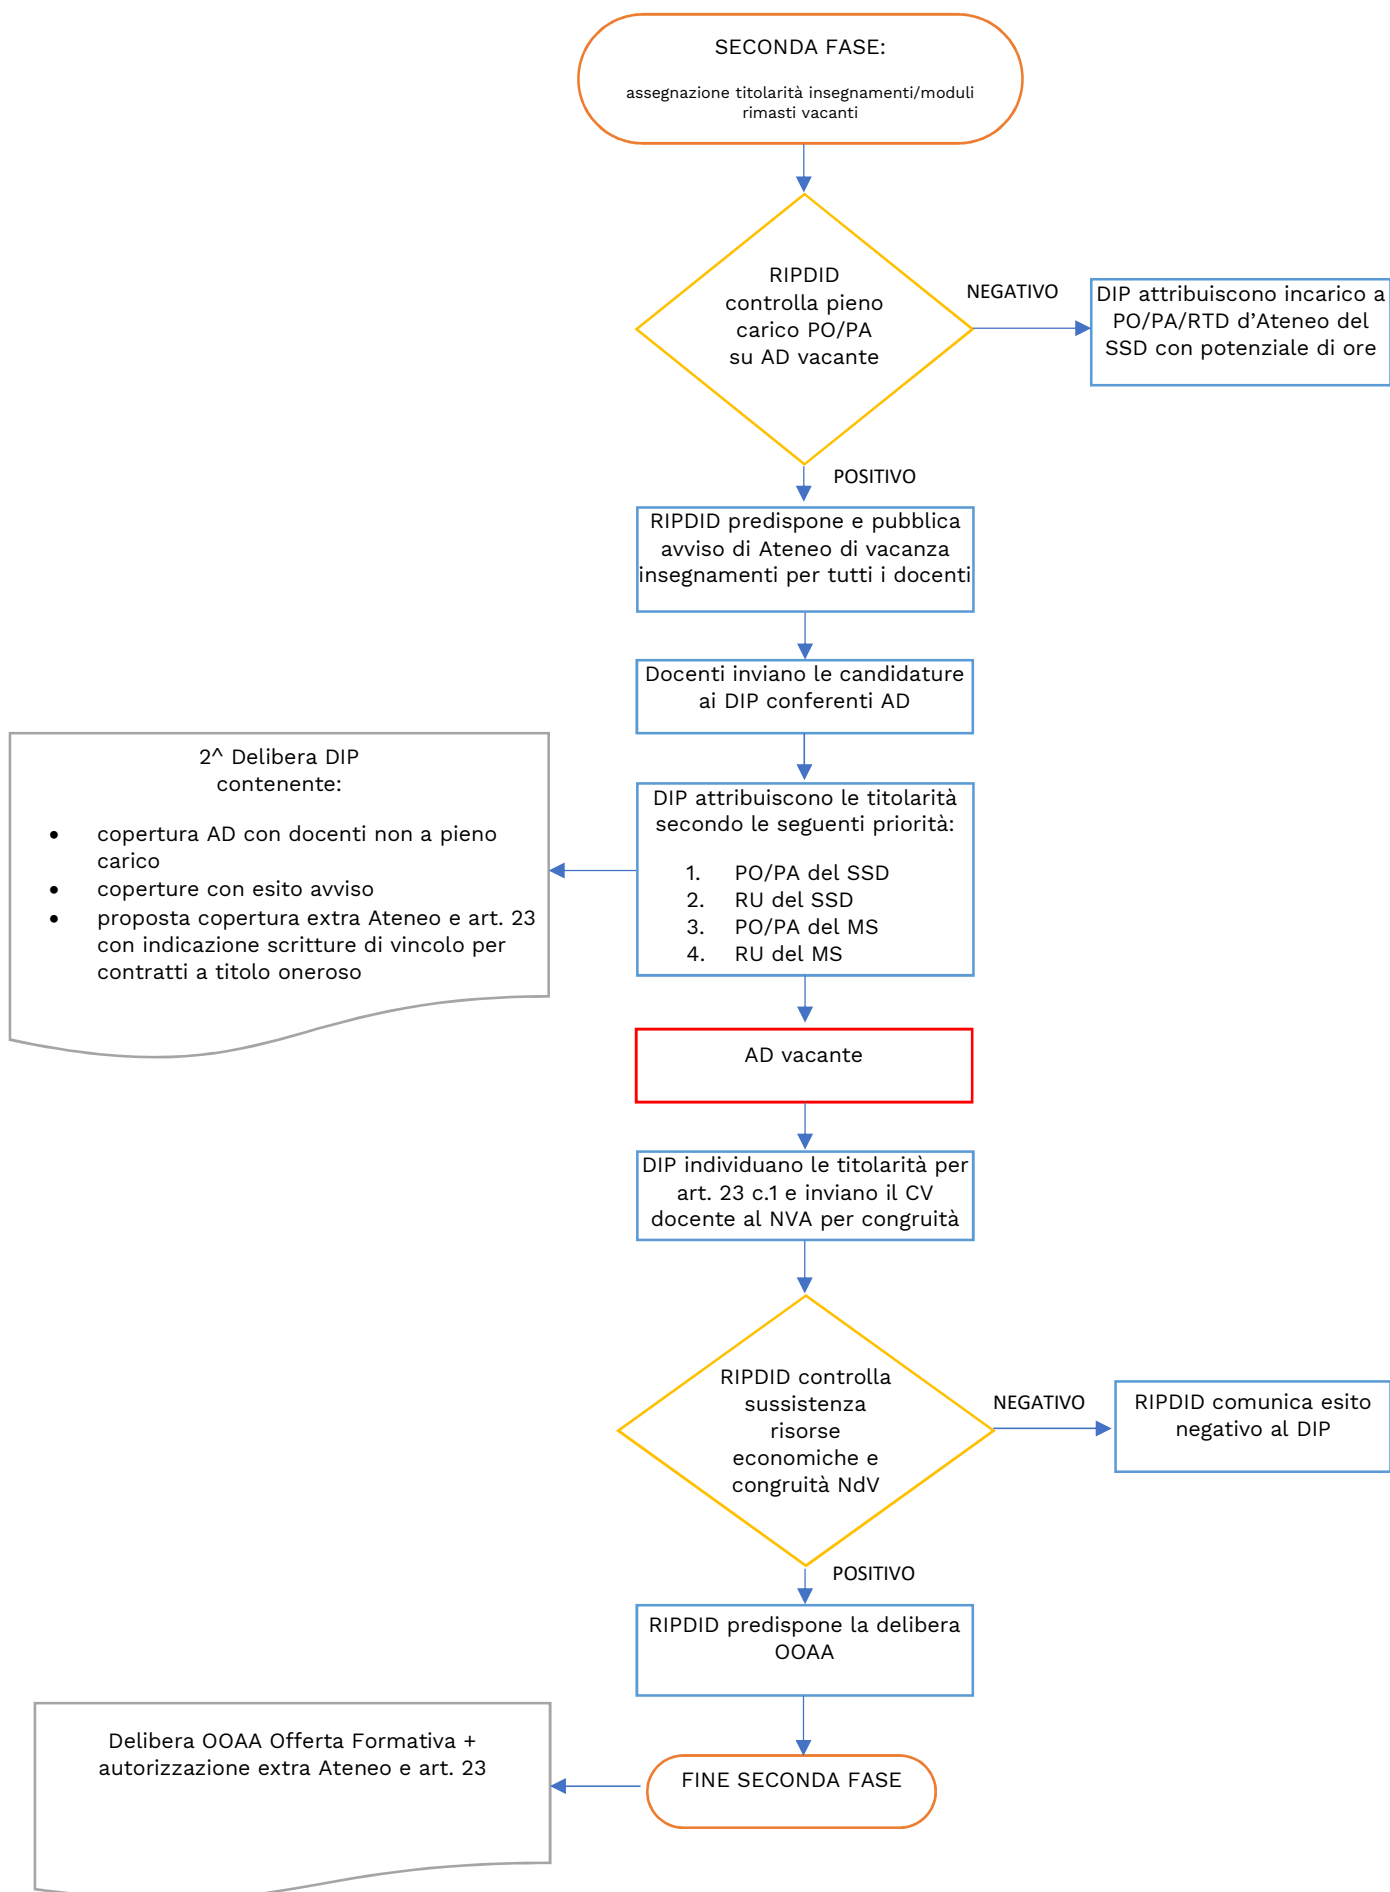 SECONDA FASE:
assegnazione titolarità insegnamenti/moduli
rimasti vacanti
RIPDID
controlla pieno
carico PO/PA
su AD vacante
NEGATIVO
DIP attribuiscono incarico a
PO/PA/RTD d’Ateneo del
SSD con potenziale di ore
POSITIVO
RIPDID predispone e pubblica
avviso di Ateneo di vacanza
insegnamenti per tutti i docenti
Docenti inviano le candidature
ai DIP conferenti AD
2^ Delibera DIP
contenente:
• copertura AD con docenti non a pieno
carico
• coperture con esito avviso
• proposta copertura extra Ateneo e art. 23
con indicazione scritture di vincolo per
contratti a titolo oneroso
DIP attribuiscono le titolarità
secondo le seguenti priorità:
1. PO/PA del SSD
2. RU del SSD
3. PO/PA del MS
4. RU del MS
AD vacante
DIP individuano le titolarità per
art. 23 c.1 e inviano il CV
docente al NVA per congruità
RIPDID controlla
sussistenza
risorse
economiche e
congruità NdV
NEGATIVO
RIPDID comunica esito
negativo al DIP
POSITIVO
RIPDID predispone la delibera
OOAA
Delibera OOAA Offerta Formativa +
autorizzazione extra Ateneo e art. 23
FINE SECONDA FASE